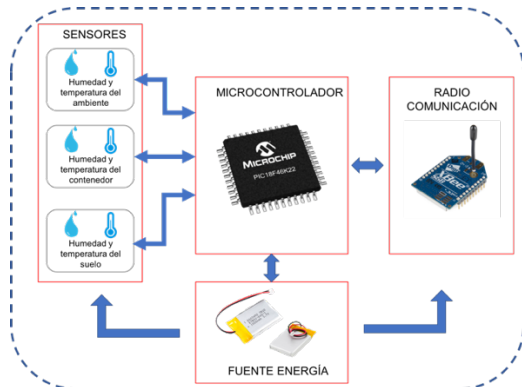 SENSORES
Humedad y
temperatura del
ambiente
Humedad y
temperatura del
contenedor
Humedad y
temperatura del
suelo
MICROCONTROLADOR
MICROCHIP
PIC18F46K22
RADIO
COMUNICACIÓN
XBee
FUENTE ENERGÍA